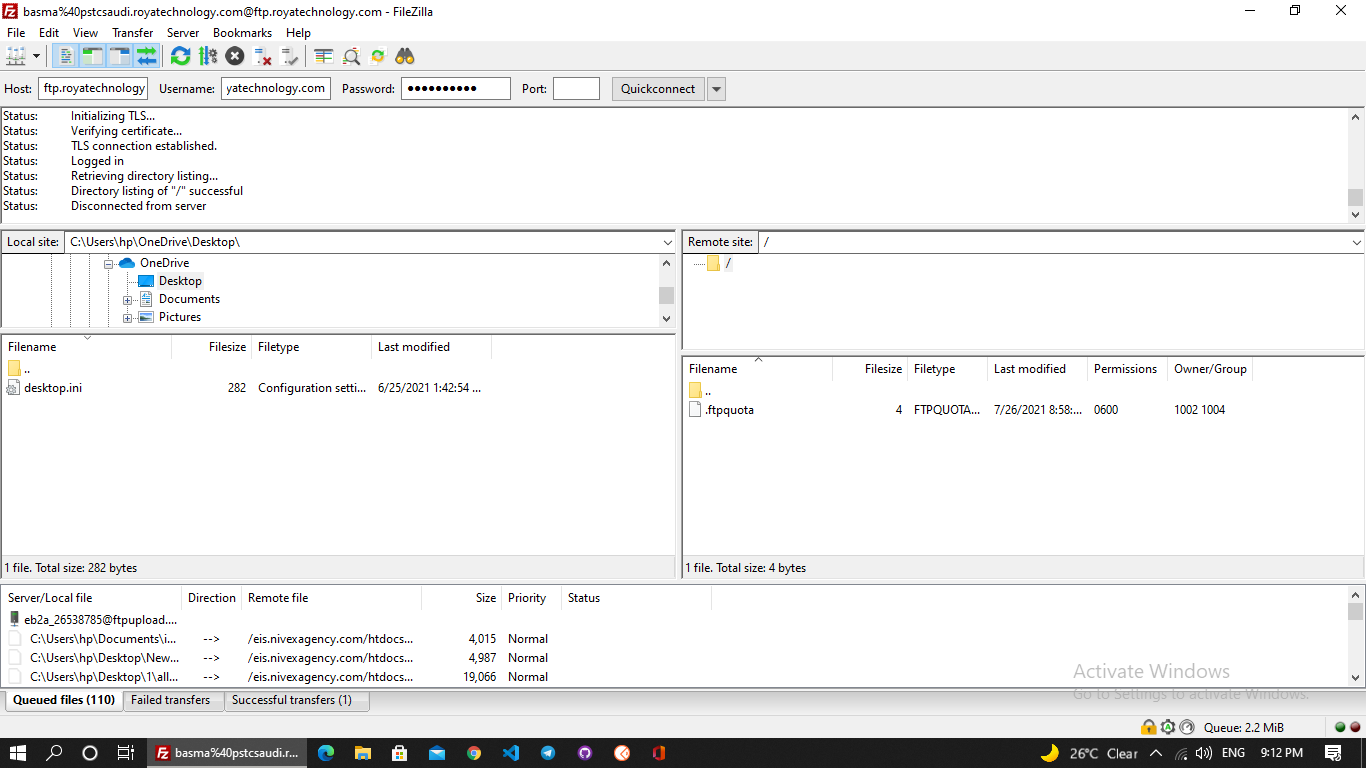 basma%40pstcsaudi.royatechnology.com@ftp.royatechnology.com - FileZilla
File Edit View Transfer Server Bookmarks Help
Host: ftp.royatechnology Username: yatechnology.com Password: ●●●●●●●●●● Port: Quickconnect
Status: Initializing TLS...
Status: Verifying certificate...
Status: TLS connection established.
Status: Logged in
Status: Retrieving directory listing...
Status: Directory listing of "/" successful
Status: Disconnected from server
Local site: C:\Users\hp\OneDrive\Desktop\
OneDrive
Desktop
Documents
Pictures
Filename Filesize Filetype Last modified
..
desktop.ini 282 Configuration setti... 6/25/2021 1:42:54 ...
1 file. Total size: 282 bytes
Remote site: /
/
Filename Filesize Filetype Last modified Permissions Owner/Group
..
.ftpquota 4 FTPQUOTA... 7/26/2021 8:58:... 0600 1002 1004
1 file. Total size: 4 bytes
Server/Local file Direction Remote file Size Priority Status
eb2a_26538785@ftpupload....
C:\Users\hp\Documents\i... --> /eis.nivexagency.com/htdocs... 4,015 Normal
C:\Users\hp\Desktop\New... --> /eis.nivexagency.com/htdocs... 4,987 Normal
C:\Users\hp\Desktop\1\all... --> /eis.nivexagency.com/htdocs... 19,066 Normal
Activate Windows
Go to Settings to activate Windows.
Queued files (110) Failed transfers Successful transfers (1)
Queue: 2.2 MiB
basma%40pstcsaudi.r... 26°C Clear ENG 9:12 PM